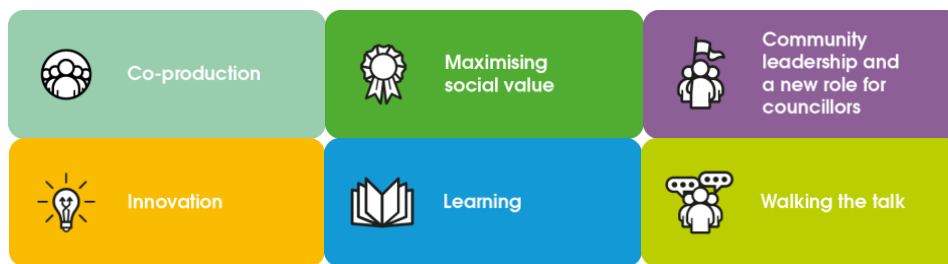 Co-production
Maximising
social value
Community
leadership and
a new role for
councillors
Innovation
Learning
Walking the talk